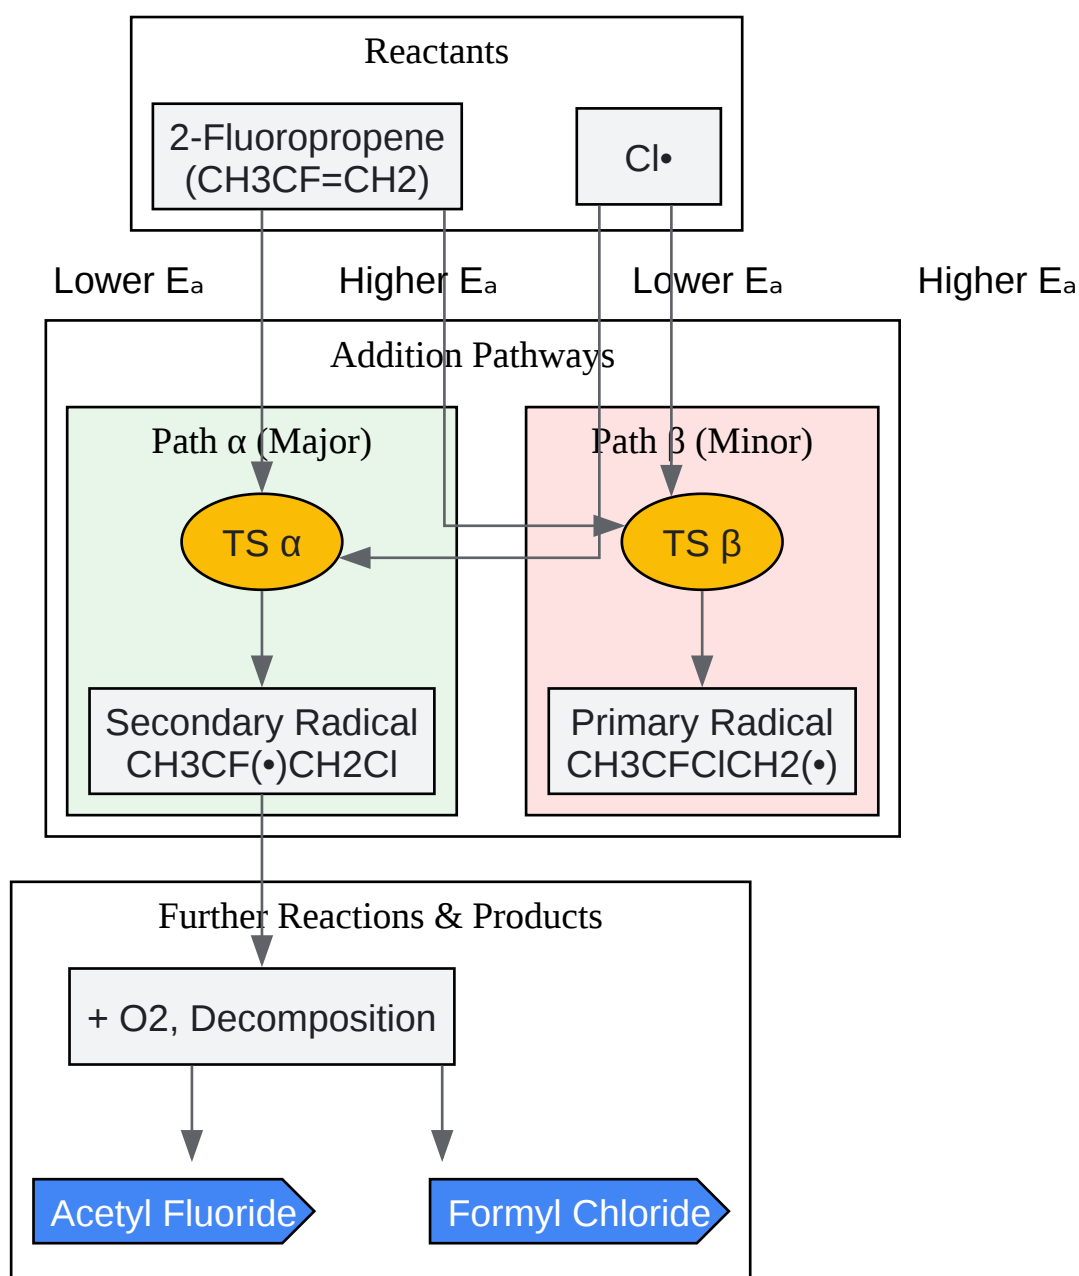 Reactants
2-Fluoropropene
(CH3CF=CH2)
Cl•
Lower Eₐ
Higher Eₐ
Lower Eₐ
Higher Eₐ
Addition Pathways
Path α (Major)
Path β (Minor)
TS α
TS β
Secondary Radical
CH3CF(•)CH2Cl
Primary Radical
CH3CFClCH2(•)
Further Reactions & Products
+ O2, Decomposition
Acetyl Fluoride
Formyl Chloride